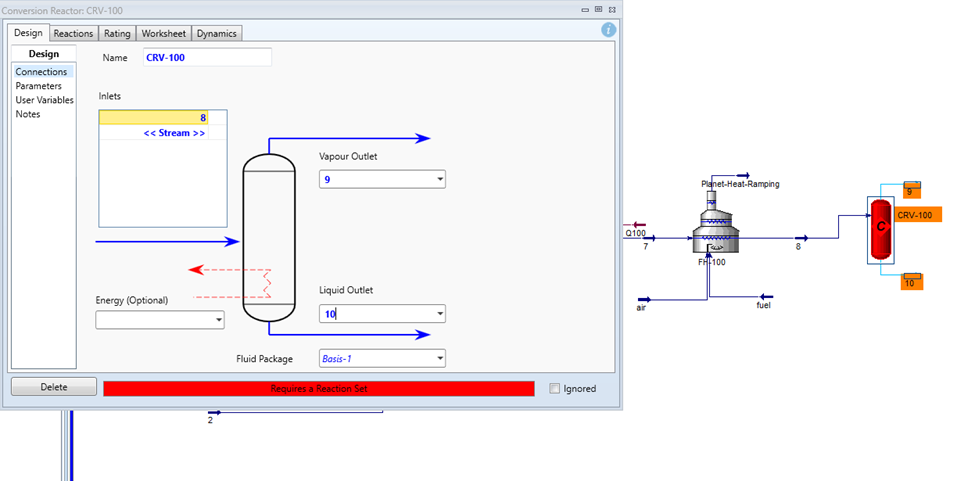 Conversion Reactor: CRV-100
Design Reactions Rating Worksheet Dynamics
Design
Connections
Parameters
User Variables
Notes
Name CRV-100
Inlets
8
<< Stream >>
Vapour Outlet
9
Energy (Optional)
Liquid Outlet
10
Fluid Package Basis-1
Delete
Requires a Reaction Set
Ignored
2
Planet-Heat-Ramping
Q100
7
FH-100
8
air
fuel
9
CRV-100
C
10